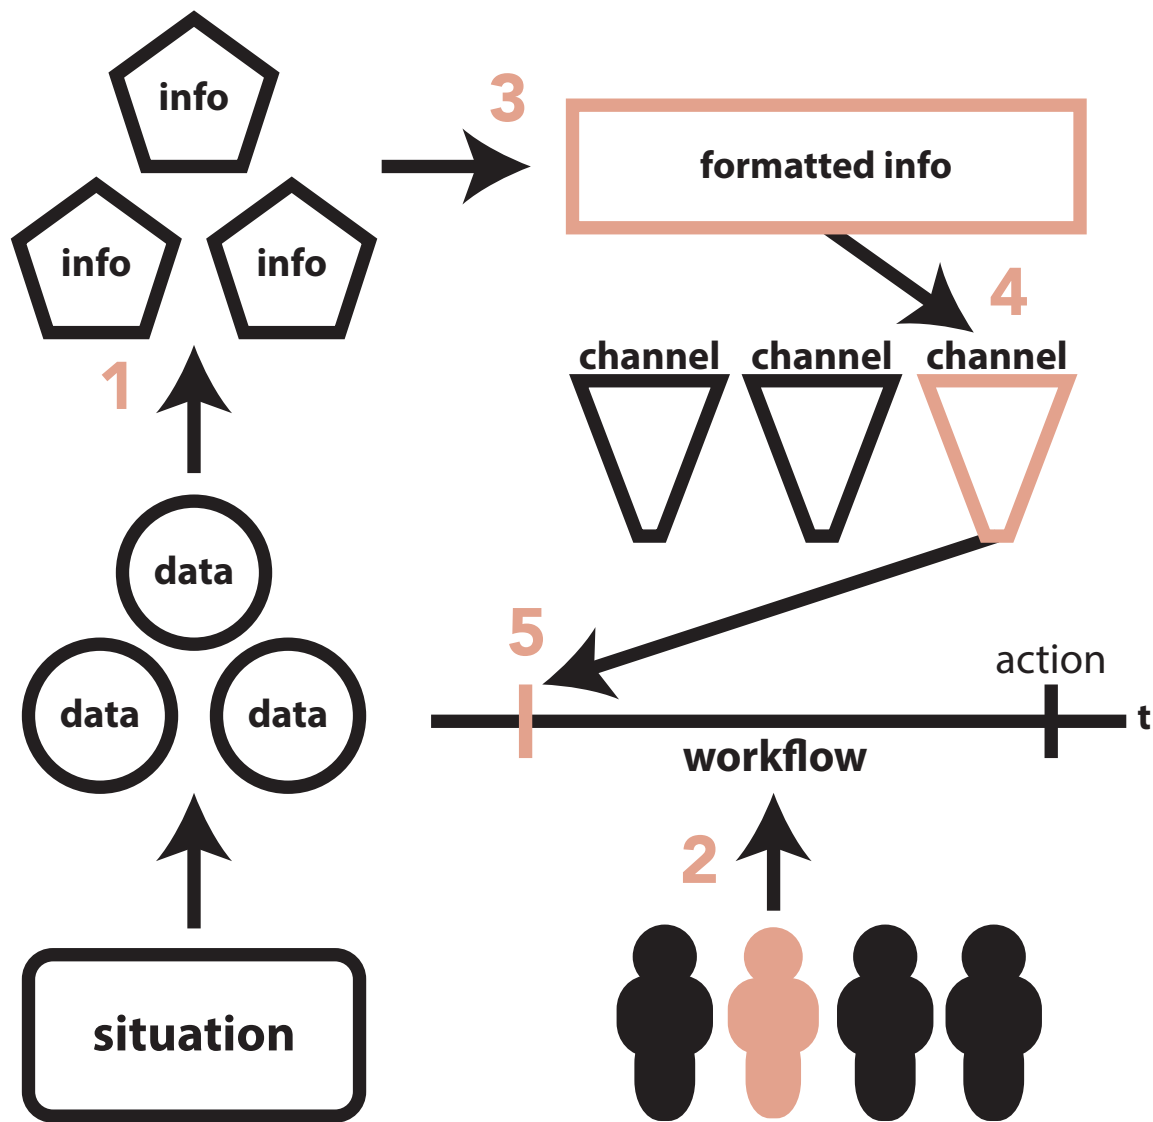 info
info
info
1
data
data
data
situation
3
formatted info
4
channel
channel
channel
5
action
t
workflow
2